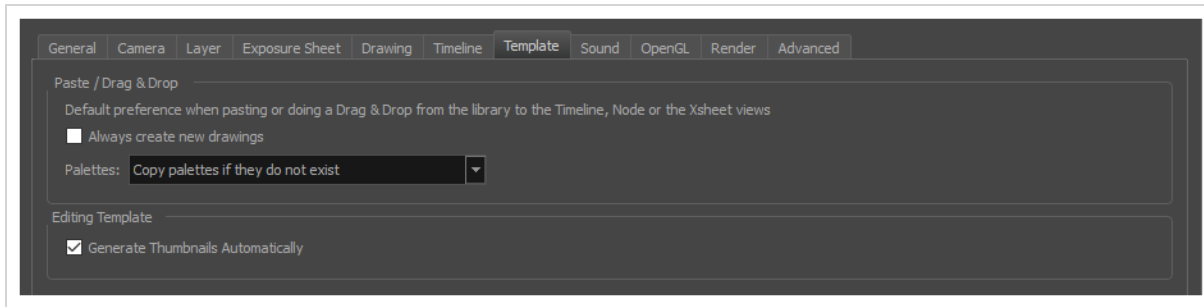 General Camera Layer Exposure Sheet Drawing Timeline Template Sound OpenGL Render Advanced
Paste / Drag & Drop
Default preference when pasting or doing a Drag & Drop from the library to the Timeline, Node or the Xsheet views
Always create new drawings
Palettes: Copy palettes if they do not exist
Editing Template
Generate Thumbnails Automatically